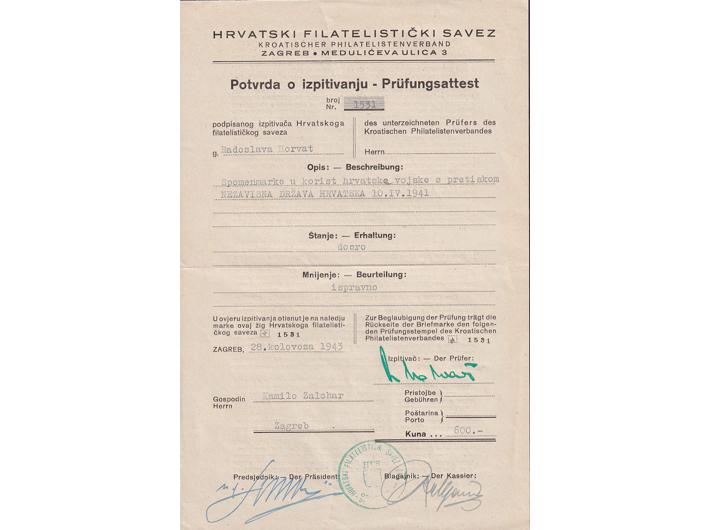 HRVATSKI FILATELISTIČKI SAVEZ
KROATISCHER PHILATELISTENVERBAND
ZAGREB • MEDULIĆEVA ULICA 3
Potvrda o izpitivanju - Prüfungsattest
broj
Nr. 1531
podpisanog izpitivača Hrvatskoga
filatelističkog saveza
g. Radoslava Horvat
des unterzeichneten Prüfers des
Kroatischen Philatelistenverbandes
Herrn
Opis: — Beschreibung:
Spomenmarke u korist hrvatske vojske s pretiskom
NEZAVISNA DRŽAVA HRVATSKA 10.IV.1941
Stanje: — Erhaltung:
dobro
Mnijenje: — Beurteilung:
ispravno
U ovjeru izpitivanja otisnut je na naledju
marke ovaj žig Hrvatskoga filatelisti-
čkog saveza 1531
ZAGREB, 28.kolovoza 1943
Zur Beglaubigung der Prüfung trägt die
Rückseite der Briefmarke den folgen-
den Prüfungsstempel des Kroatischen
Philatelistenverbandes 1531
Izpitivač: — Der Prüfer:
Gospodin
Herrn
Kamilo Zalohar
Zagreb
Pristojbe
Gebühren
Poštarina
Porto
Kuna ... 600.-
Predsjednik: — Der Präsident:
Blagajnik: — Der Kassier: